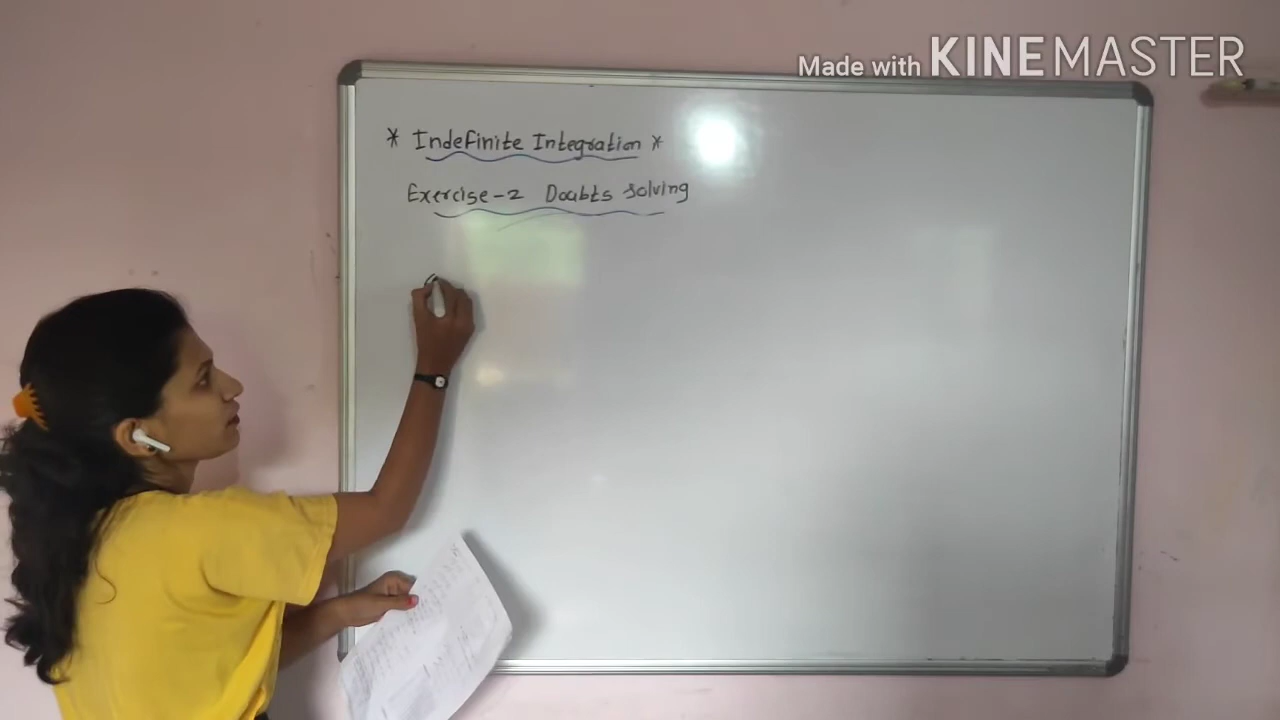 Made with KINEMASTER
* Indefinite Integration *
Exercise-2 Doubts Solving